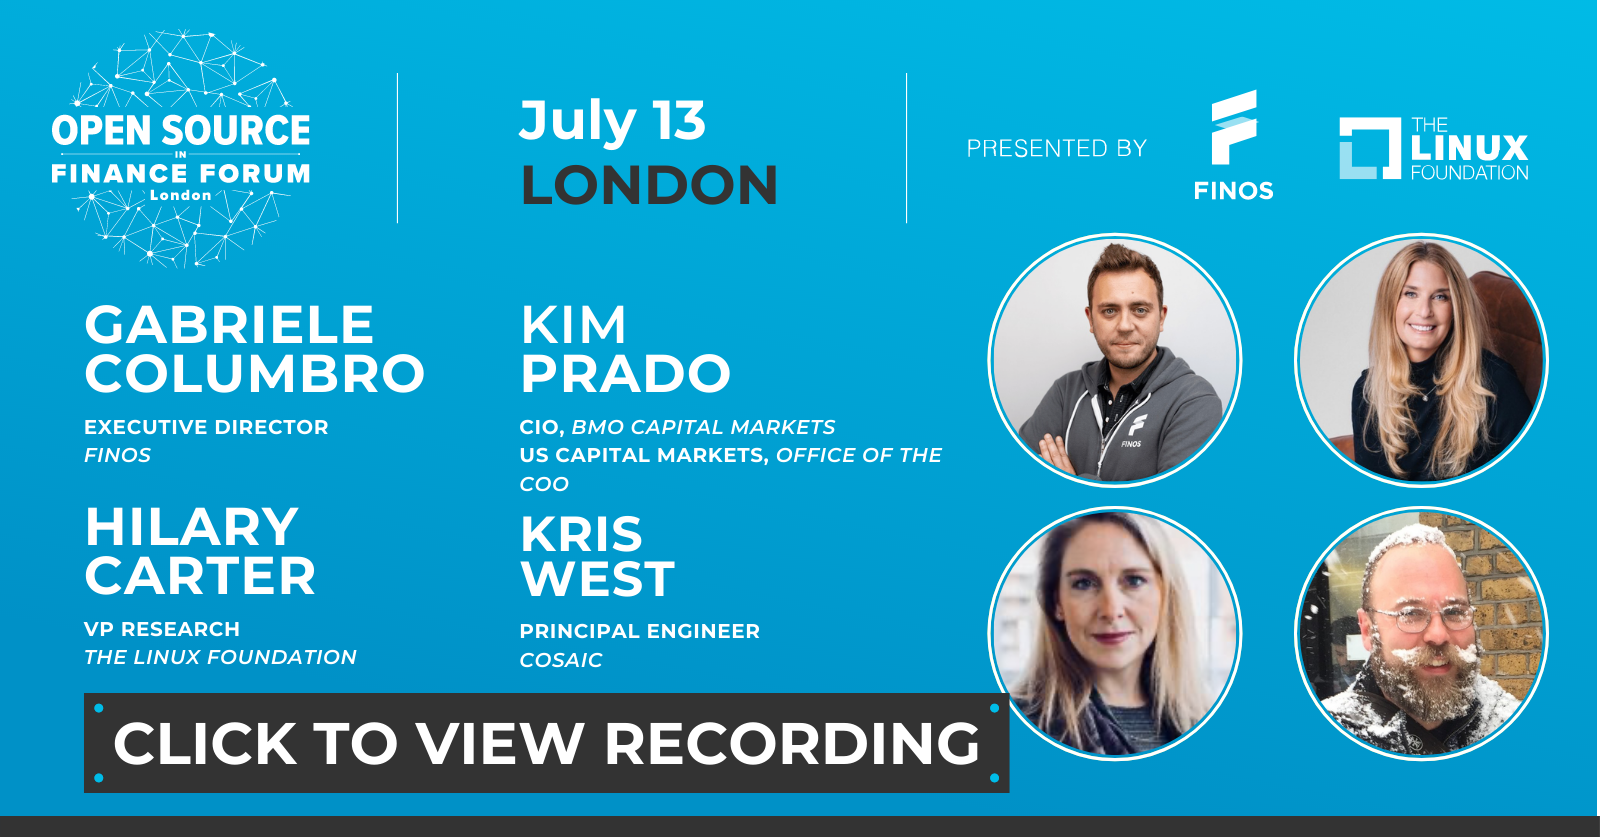 OPEN SOURCE
IN
FINANCE FORUM
London
July 13
LONDON
PRESENTED BY
FINOS
THE
LINUX
FOUNDATION
GABRIELE
COLUMBRO
EXECUTIVE DIRECTOR
FINOS
KIM
PRADO
CIO, BMO CAPITAL MARKETS
US CAPITAL MARKETS, OFFICE OF THE
COO
HILARY
CARTER
VP RESEARCH
THE LINUX FOUNDATION
KRIS
WEST
PRINCIPAL ENGINEER
COSAIC
FINOS
CLICK TO VIEW RECORDING